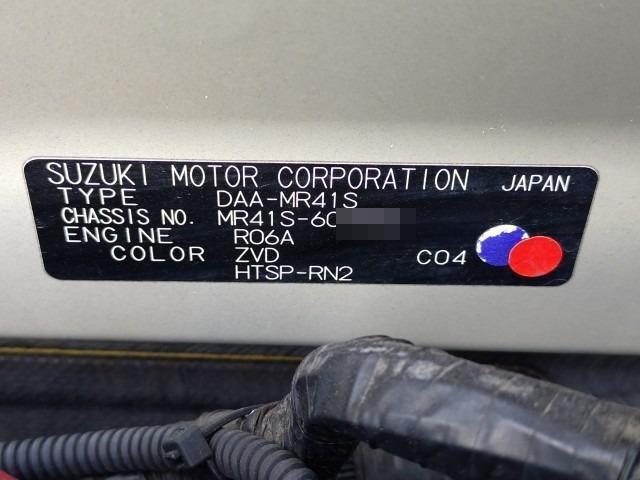 SUZUKI MOTOR CORPORATION JAPAN
TYPE DAA-MR41S
CHASSIS NO. MR41S-60
ENGINE R06A
COLOR ZVD C04
HTSP-RN2